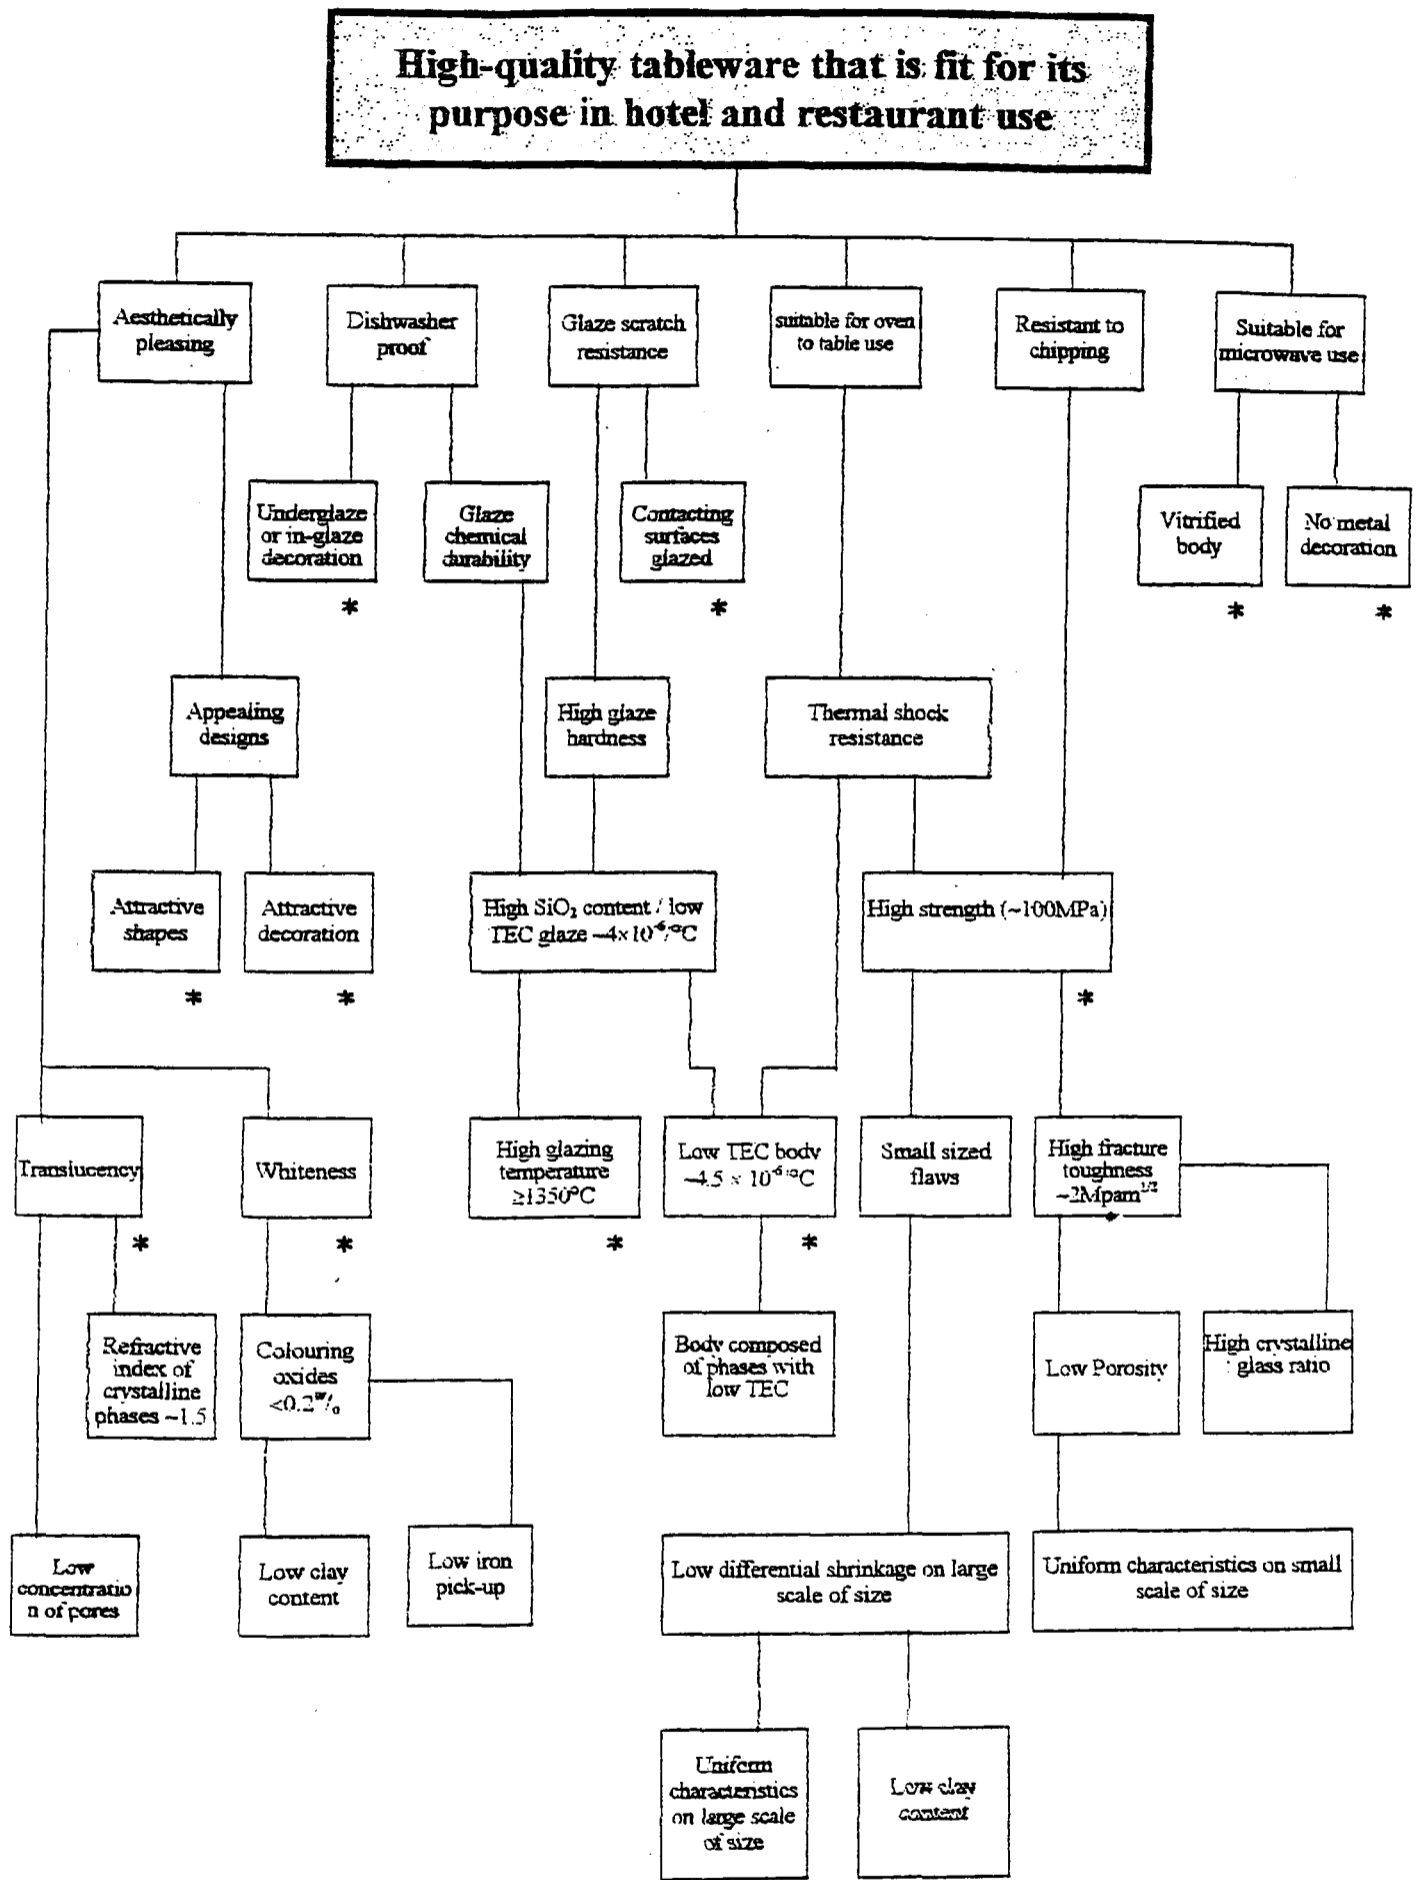 High-quality tableware that is fit for its
purpose in hotel and restaurant use
Aesthetically
pleasing
Dishwasher
proof
Glaze scratch
resistance
suitable for oven
to table use
Resistant to
chipping
Suitable for
microwave use
Underglaze
or in-glaze
decoration
*
Glaze
chemical
durability
Contacting
surfaces
glazed
*
Vitrified
body
*
No metal
decoration
*
Appealing
designs
High glaze
hardness
Thermal shock
resistance
Attractive
shapes
*
Attractive
decoration
*
High SiO₂ content / low
TEC glaze ~4×10⁻⁶/°C
High strength (~100MPa)
*
Translucency
*
Whiteness
*
High glazing
temperature
≥1350°C
*
Low TEC body
~4.5 × 10⁻⁶/°C
*
Small sized
flaws
High fracture
toughness
~2Mpam¹/²
*
Refractive
index of
crystalline
phases ~1.5
Colouring
oxides
<0.2ʷ/ₒ
Body composed
of phases with
low TEC
Low Porosity
High crystalline
: glass ratio
Low
concentratio
n of pores
Low clay
content
Low iron
pick-up
Low differential shrinkage on large
scale of size
Uniform characteristics on small
scale of size
Uniform
characteristics
on large scale
of size
Low clay
content